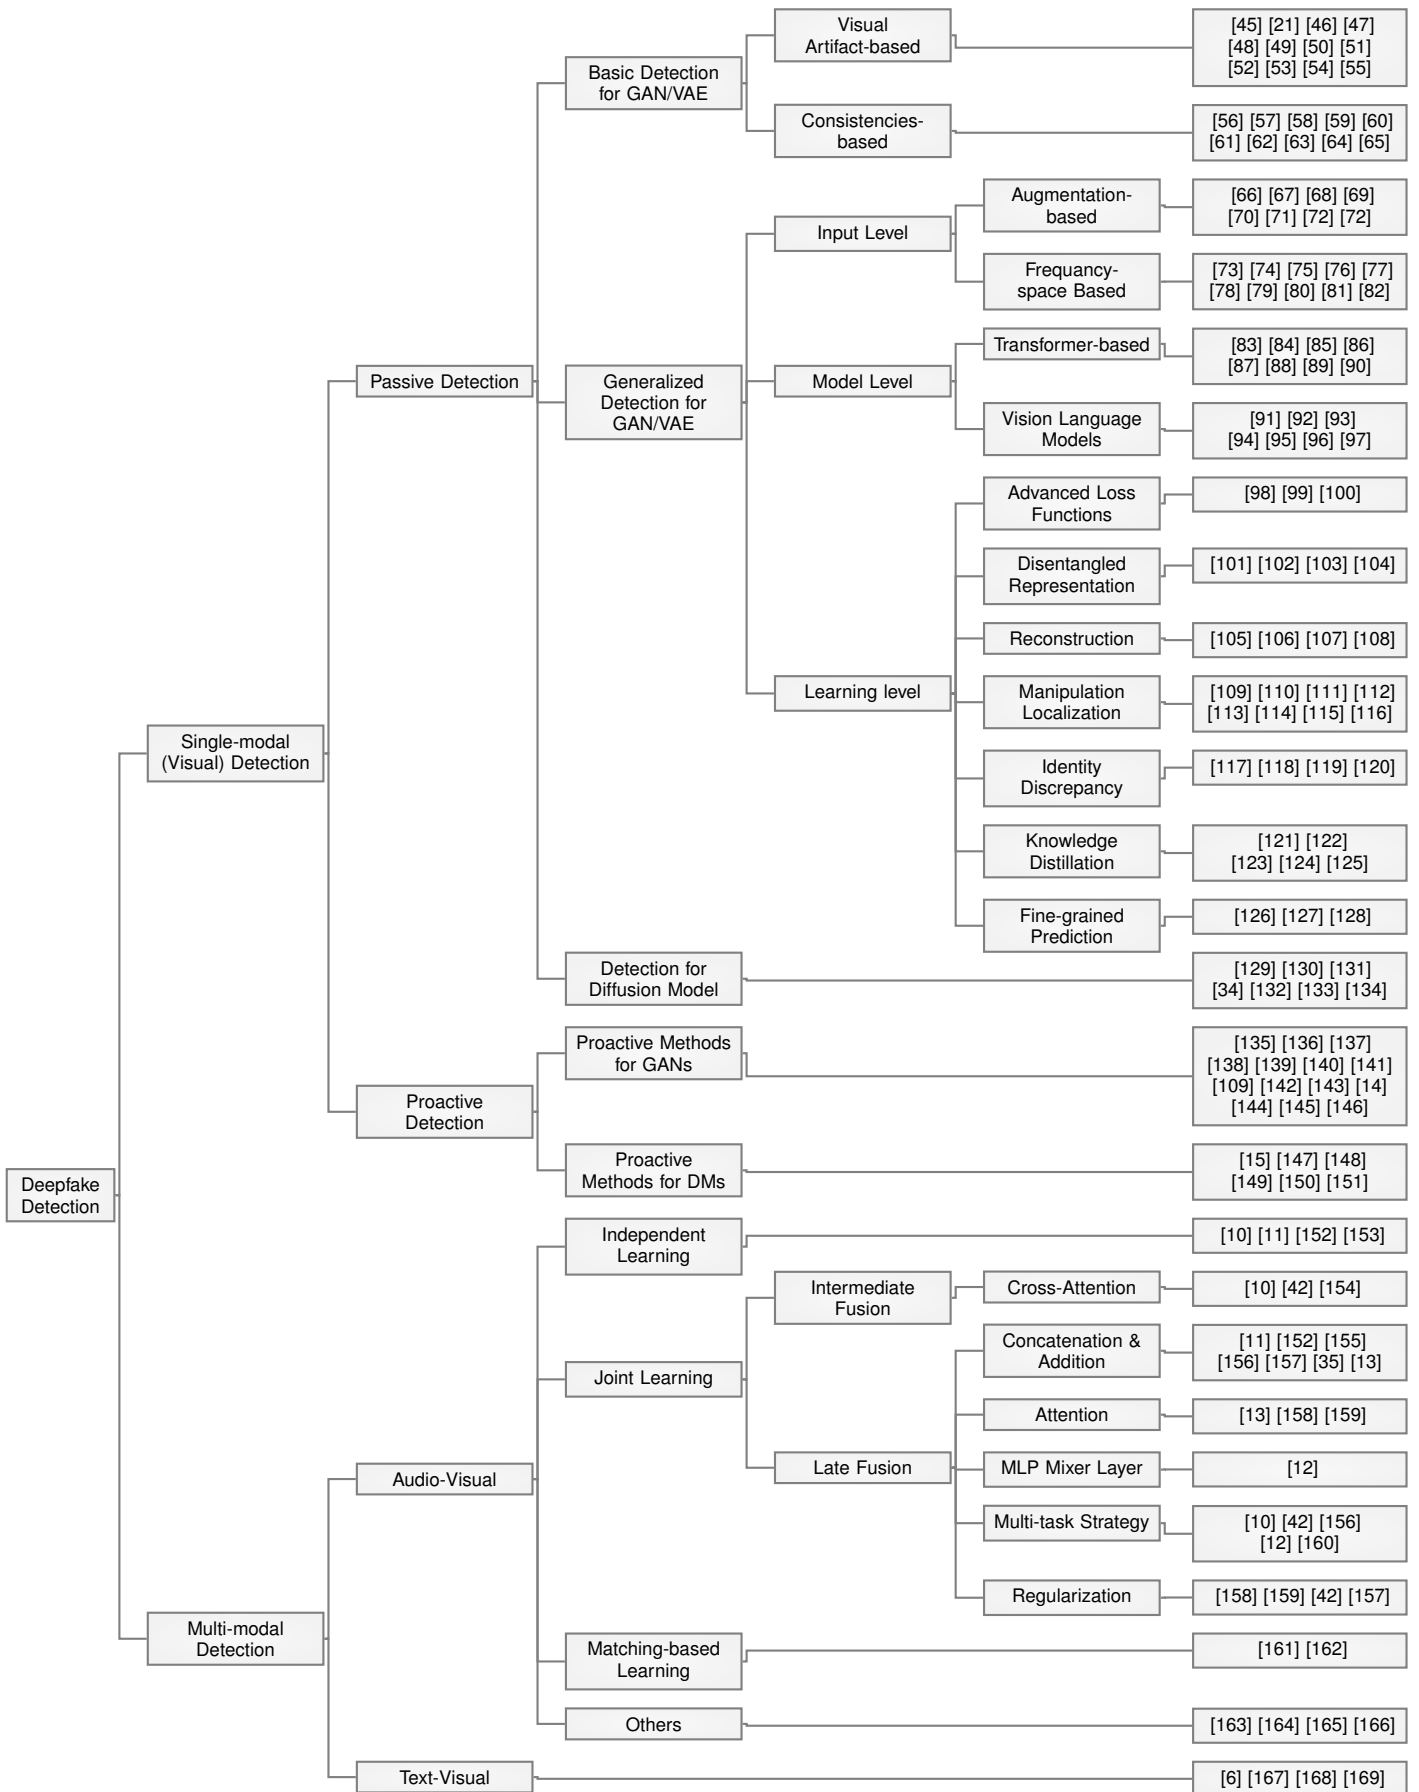 Visual
Artifact-based
[45] [21] [46] [47]
[48] [49] [50] [51]
[52] [53] [54] [55]
Basic Detection
for GAN/VAE
Consistencies-
based
[56] [57] [58] [59] [60]
[61] [62] [63] [64] [65]
Augmentation-
based
[66] [67] [68] [69]
[70] [71] [72] [72]
Input Level
Frequancy-
space Based
[73] [74] [75] [76] [77]
[78] [79] [80] [81] [82]
Transformer-based
[83] [84] [85] [86]
[87] [88] [89] [90]
Passive Detection
Generalized
Detection for
GAN/VAE
Model Level
Vision Language
Models
[91] [92] [93]
[94] [95] [96] [97]
Advanced Loss
Functions
[98] [99] [100]
Disentangled
Representation
[101] [102] [103] [104]
Reconstruction
[105] [106] [107] [108]
Learning level
Manipulation
Localization
[109] [110] [111] [112]
[113] [114] [115] [116]
Single-modal
(Visual) Detection
Identity
Discrepancy
[117] [118] [119] [120]
Knowledge
Distillation
[121] [122]
[123] [124] [125]
Fine-grained
Prediction
[126] [127] [128]
Detection for
Diffusion Model
[129] [130] [131]
[34] [132] [133] [134]
Proactive Methods
for GANs
[135] [136] [137]
[138] [139] [140] [141]
[109] [142] [143] [14]
[144] [145] [146]
Proactive
Detection
Proactive
Methods for DMs
[15] [147] [148]
[149] [150] [151]
Deepfake
Detection
Independent
Learning
[10] [11] [152] [153]
Intermediate
Fusion
Cross-Attention
[10] [42] [154]
Concatenation &
Addition
[11] [152] [155]
[156] [157] [35] [13]
Joint Learning
Attention
[13] [158] [159]
Late Fusion
MLP Mixer Layer
[12]
Audio-Visual
Multi-task Strategy
[10] [42] [156]
[12] [160]
Regularization
[158] [159] [42] [157]
Multi-modal
Detection
Matching-based
Learning
[161] [162]
Others
[163] [164] [165] [166]
Text-Visual
[6] [167] [168] [169]